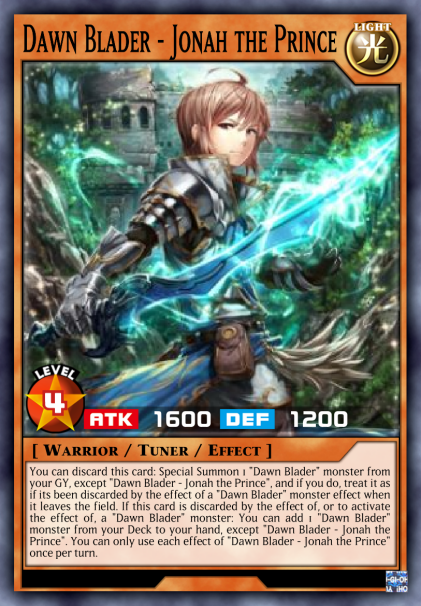 Dawn Blader - Jonah the Prince
LIGHT
光
LEVEL
4
ATK 1600 DEF 1200
[ Warrior / Tuner / Effect ]
You can discard this card: Special Summon 1 "Dawn Blader" monster from
your GY, except "Dawn Blader - Jonah the Prince", and if you do, treat it as
if its been discarded by the effect of a "Dawn Blader" monster effect when
it leaves the field. If this card is discarded by the effect of, or to activate
the effect of, a "Dawn Blader" monster: You can add 1 "Dawn Blader"
monster from your Deck to your hand, except "Dawn Blader - Jonah the
Prince". You can only use each effect of "Dawn Blader - Jonah the Prince"
once per turn.